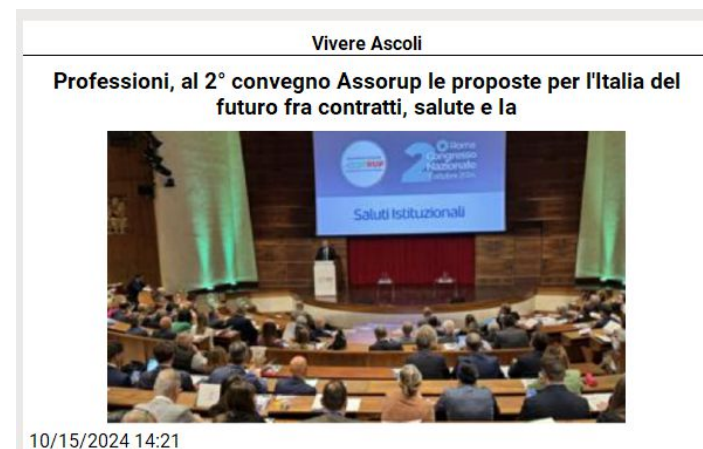 Vivere Ascoli
Professioni, al 2° convegno Assorup le proposte per l'Italia del
futuro fra contratti, salute e la
2°
Roma
Congresso
Nazionale
Saluti Istituzionali
10/15/2024 14:21